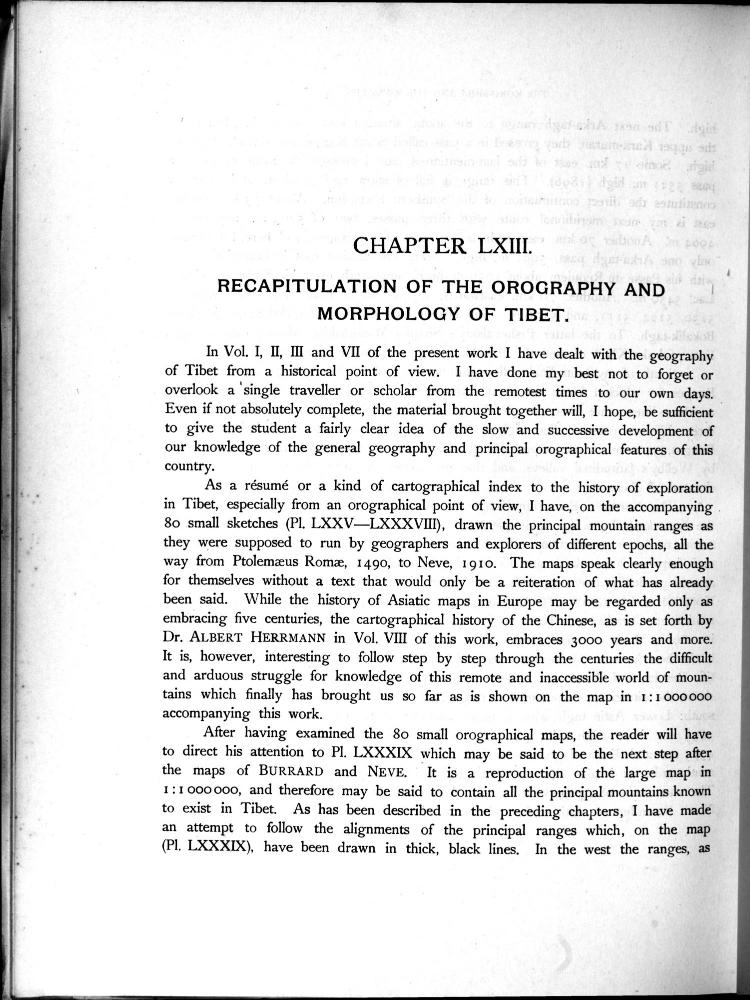 CHAPTER LXIII.
RECAPITULATION OF THE OROGRAPHY AND
MORPHOLOGY OF TIBET.
In Vol. I, II, III and VII of the present work I have dealt with the geography
of Tibet from a historical point of view. I have done my best not to forget or
overlook a single traveller or scholar from the remotest times to our own days.
Even if not absolutely complete, the material brought together will, I hope, be sufficient
to give the student a fairly clear idea of the slow and successive development of
our knowledge of the general geography and principal orographical features of this
country.
As a résumé or a kind of cartographical index to the history of exploration
in Tibet, especially from an orographical point of view, I have, on the accompanying
80 small sketches (Pl. LXXV—LXXXVIII), drawn the principal mountain ranges as
they were supposed to run by geographers and explorers of different epochs, all the
way from Ptolemæus Romæ, 1490, to Neve, 1910. The maps speak clearly enough
for themselves without a text that would only be a reiteration of what has already
been said. While the history of Asiatic maps in Europe may be regarded only as
embracing five centuries, the cartographical history of the Chinese, as is set forth by
Dr. ALBERT HERRMANN in Vol. VIII of this work, embraces 3000 years and more.
It is, however, interesting to follow step by step through the centuries the difficult
and arduous struggle for knowledge of this remote and inaccessible world of moun-
tains which finally has brought us so far as is shown on the map in 1:1 000 000
accompanying this work.
After having examined the 80 small orographical maps, the reader will have
to direct his attention to Pl. LXXXIX which may be said to be the next step after
the maps of BURRARD and NEVE. It is a reproduction of the large map in
1:1 000 000, and therefore may be said to contain all the principal mountains known
to exist in Tibet. As has been described in the preceding chapters, I have made
an attempt to follow the alignments of the principal ranges which, on the map
(Pl. LXXXIX), have been drawn in thick, black lines. In the west the ranges, as